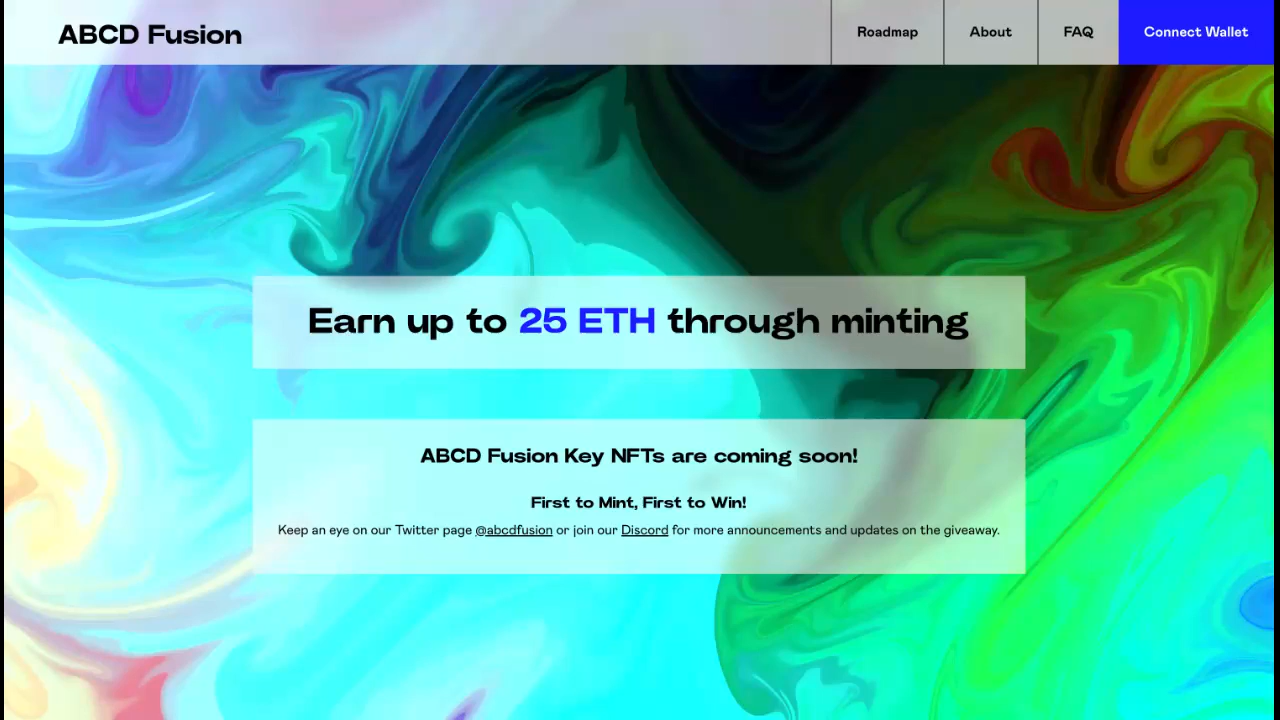 ABCD Fusion
Roadmap
About
FAQ
Connect Wallet
Earn up to 25 ETH through minting
ABCD Fusion Key NFTs are coming soon!
First to Mint, First to Win!
Keep an eye on our Twitter page @abcdfusion or join our Discord for more announcements and updates on the giveaway.